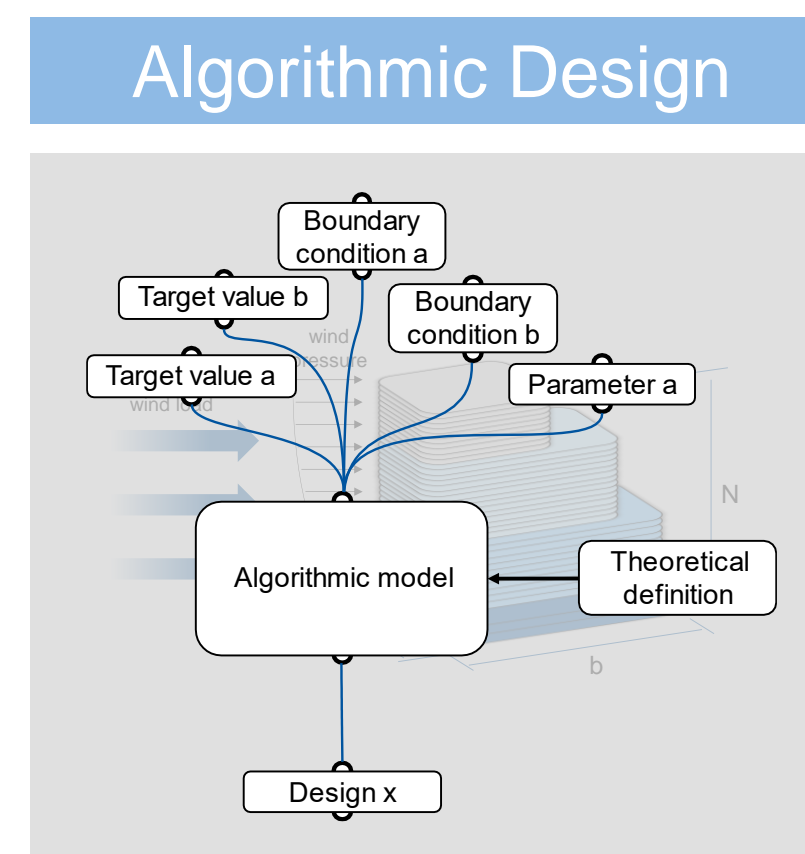 Algorithmic Design
Boundary
condition a
Target value b
Boundary
condition b
wind
pressure
Target value a
Parameter a
wind load
N
Algorithmic model
Theoretical
definition
b
Design x